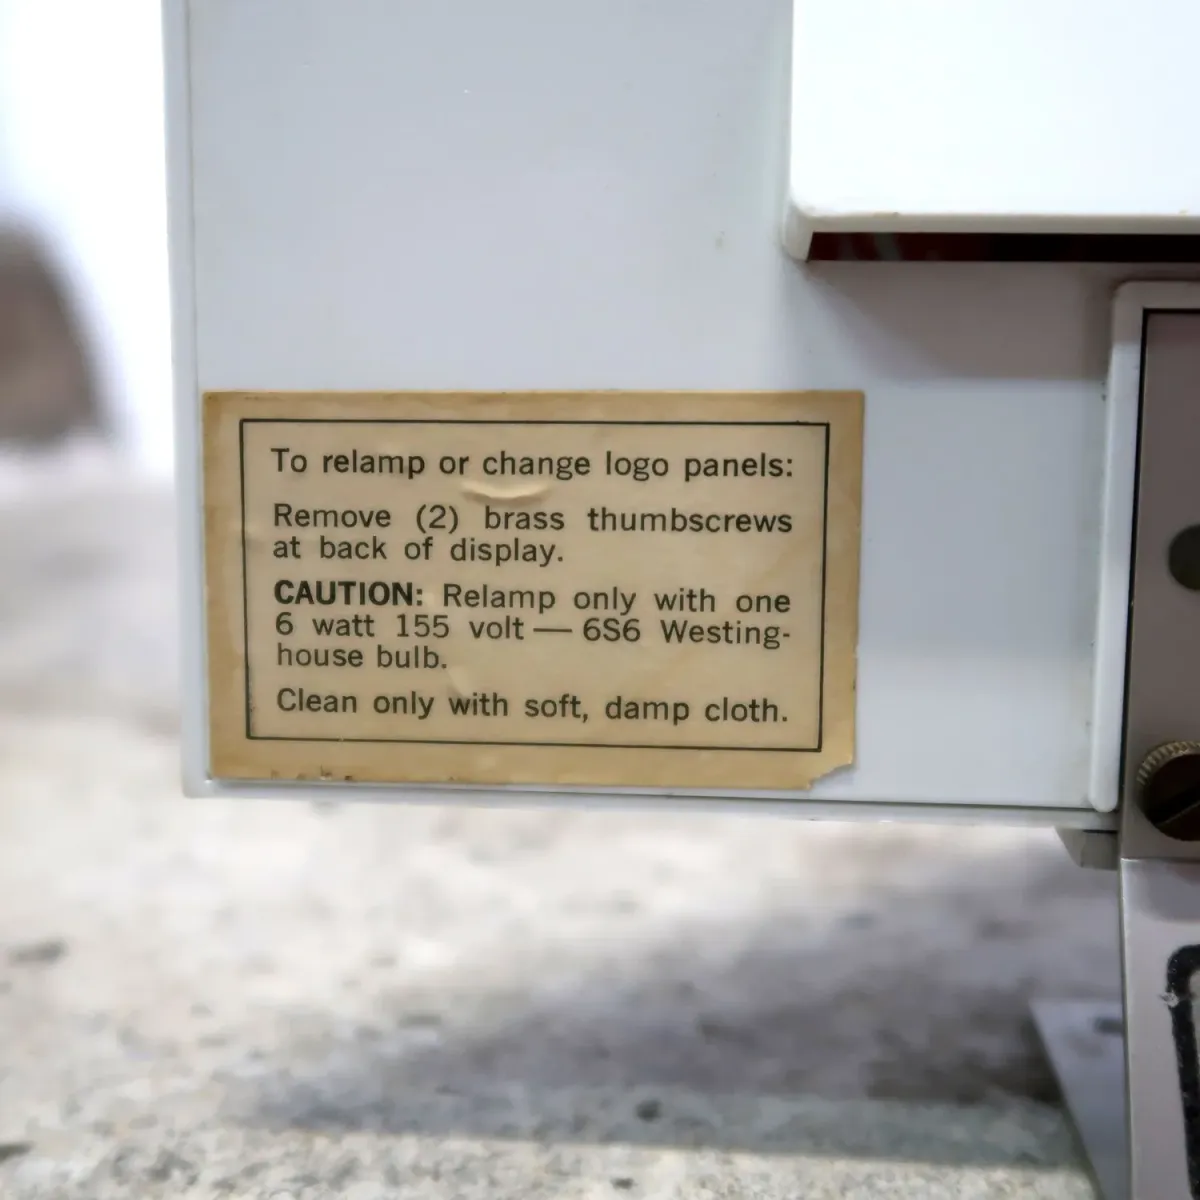 To relamp or change logo panels:
Remove (2) brass thumbscrews
at back of display.
CAUTION: Relamp only with one
6 watt 155 volt — 6S6 Westing-
house bulb.
Clean only with soft, damp cloth.